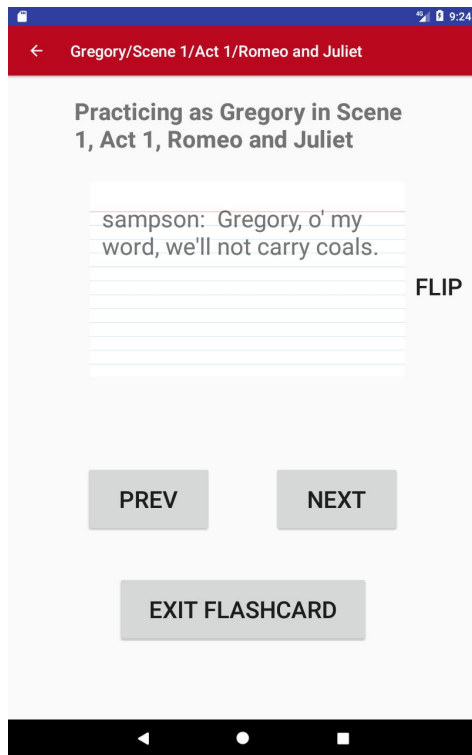 4G 9:24
Gregory/Scene 1/Act 1/Romeo and Juliet
Practicing as Gregory in Scene
1, Act 1, Romeo and Juliet
sampson:  Gregory, o' my
word, we'll not carry coals.
FLIP
PREV NEXT
EXIT FLASHCARD